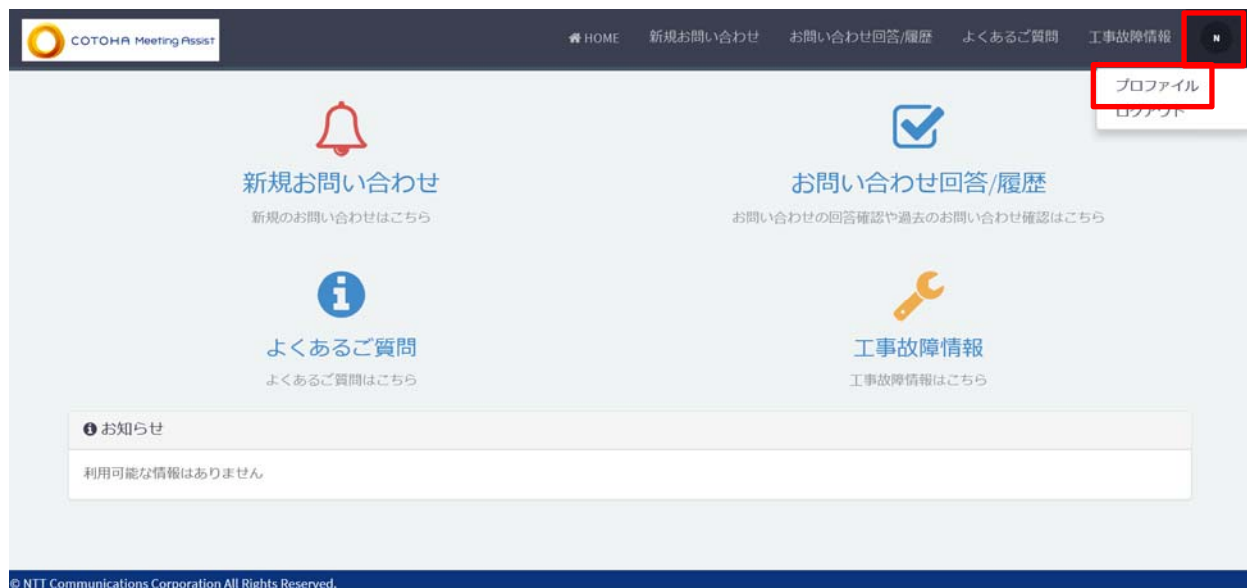 COTOHA Meeting Assist
HOME 新規お問い合わせ お問い合わせ回答/履歴 よくあるご質問 工事故障情報 N
プロファイル
ログアウト
新規お問い合わせ
新規のお問い合わせはこちら
お問い合わせ回答/履歴
お問い合わせの回答確認や過去のお問い合わせ確認はこちら
よくあるご質問
よくあるご質問はこちら
工事故障情報
工事故障情報はこちら
お知らせ
利用可能な情報はありません
© NTT Communications Corporation All Rights Reserved.